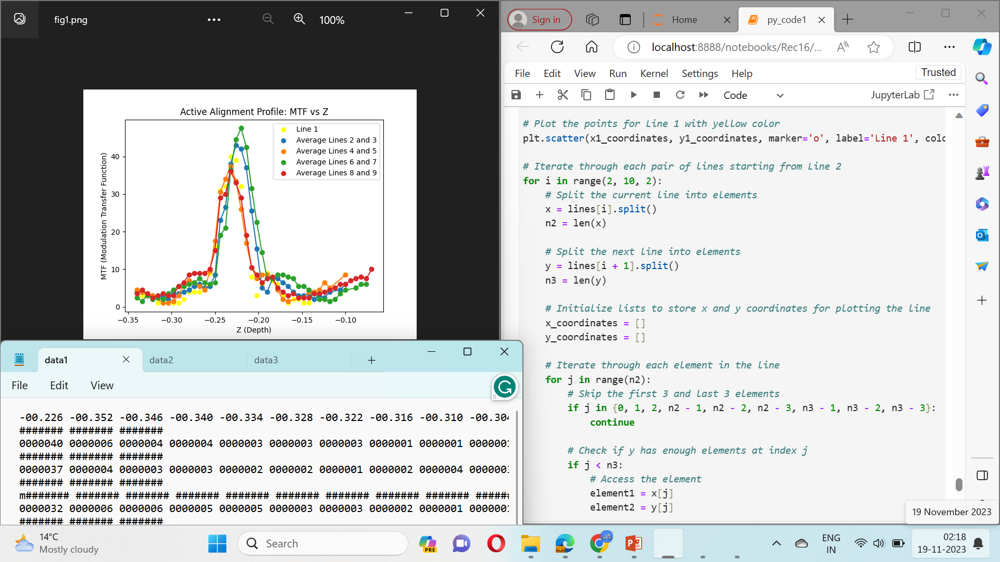 fig1.png
100%
Active Alignment Profile: MTF vs Z
Line 1
Average Lines 2 and 3
Average Lines 4 and 5
Average Lines 6 and 7
Average Lines 8 and 9
MTF (Modulation Transfer Function)
40
30
20
10
0
−0.35 −0.30 −0.25 −0.20 −0.15 −0.10
Z (Depth)
data1 data2 data3
File Edit View
-00.226 -00.352 -00.346 -00.340 -00.334 -00.328 -00.322 -00.316 -00.310 -00.304
####### ####### #######
0000040 0000006 0000004 0000004 0000003 0000003 0000003 0000001 0000001 0000001
####### ####### #######
0000037 0000004 0000003 0000003 0000002 0000002 0000001 0000002 0000004 0000003
####### ####### #######
m####### ####### ####### ####### ####### ####### ####### ####### ####### ######
0000032 0000006 0000006 0000005 0000005 0000003 0000003 0000002 0000001 0000001
####### ####### #######
Sign in Home py_code1
localhost:8888/notebooks/Rec16/...
File Edit View Run Kernel Settings Help Trusted
Code JupyterLab
# Plot the points for Line 1 with yellow color
plt.scatter(x1_coordinates, y1_coordinates, marker='o', label='Line 1', colo
# Iterate through each pair of lines starting from Line 2
for i in range(2, 10, 2):
# Split the current line into elements
x = lines[i].split()
n2 = len(x)
# Split the next line into elements
y = lines[i + 1].split()
n3 = len(y)
# Initialize lists to store x and y coordinates for plotting the line
x_coordinates = []
y_coordinates = []
# Iterate through each element in the line
for j in range(n2):
# Skip the first 3 and last 3 elements
if j in {0, 1, 2, n2 - 1, n2 - 2, n2 - 3, n3 - 1, n3 - 2, n3 - 3}:
continue
# Check if y has enough elements at index j
if j < n3:
# Access the element
element1 = x[j]
element2 = y[j]
19 November 2023
14°C
Mostly cloudy
Search
PRE
ENG
IN
02:18
19-11-2023